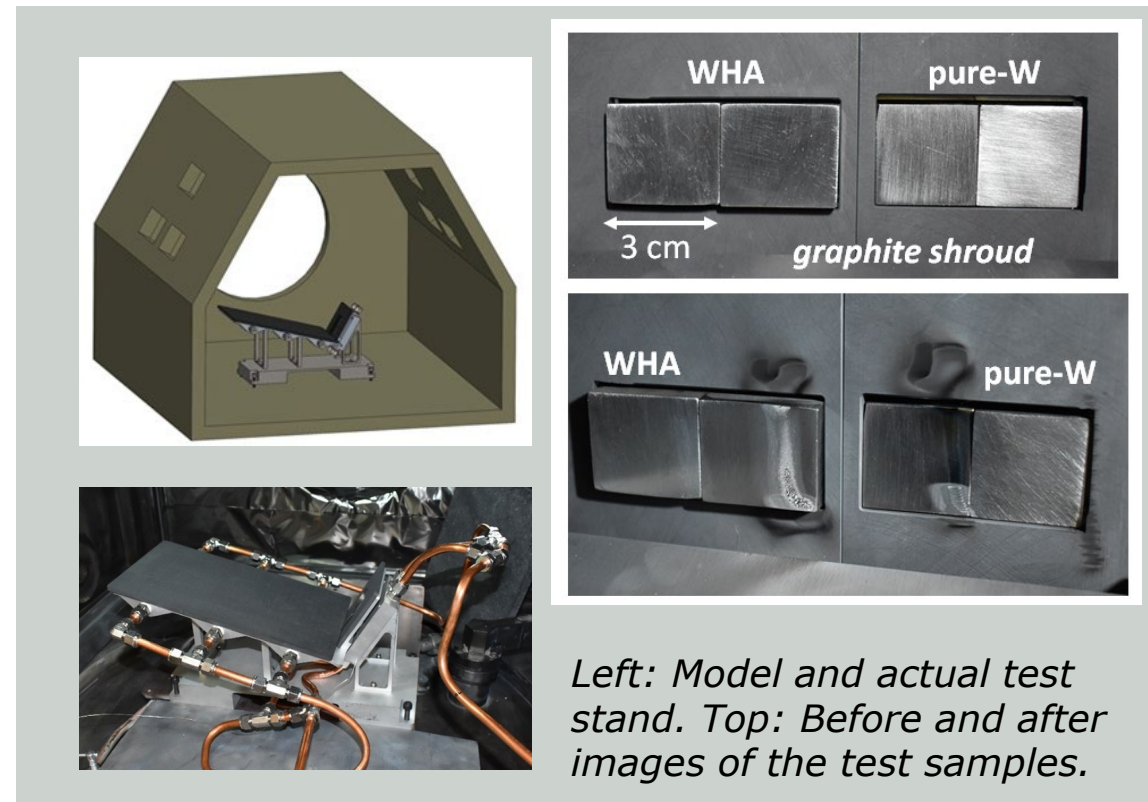 WHA
pure-W
3 cm
graphite shroud
WHA
pure-W
Left: Model and actual test
stand. Top: Before and after
images of the test samples.